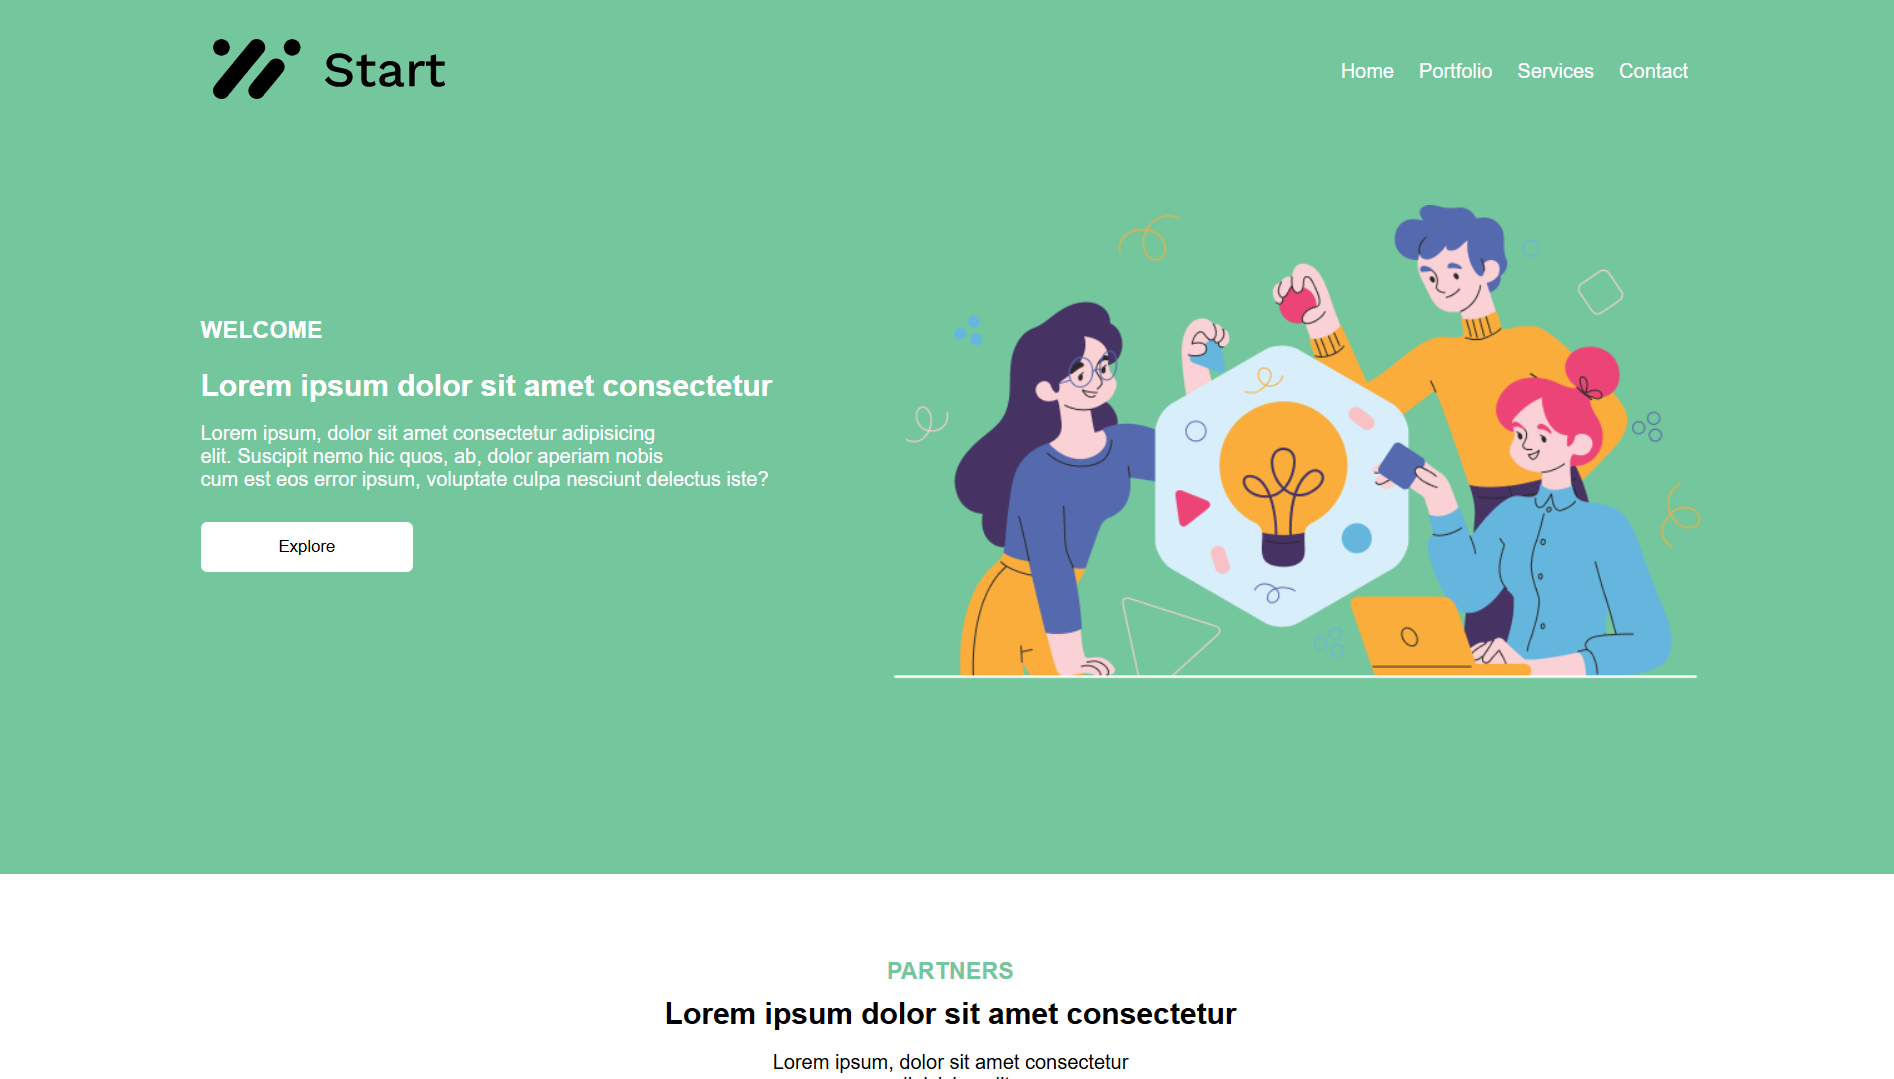 Start
Home Portfolio Services Contact
WELCOME
Lorem ipsum dolor sit amet consectetur
Lorem ipsum, dolor sit amet consectetur adipisicing
elit. Suscipit nemo hic quos, ab, dolor aperiam nobis
cum est eos error ipsum, voluptate culpa nesciunt delectus iste?
Explore
PARTNERS
Lorem ipsum dolor sit amet consectetur
Lorem ipsum, dolor sit amet consectetur